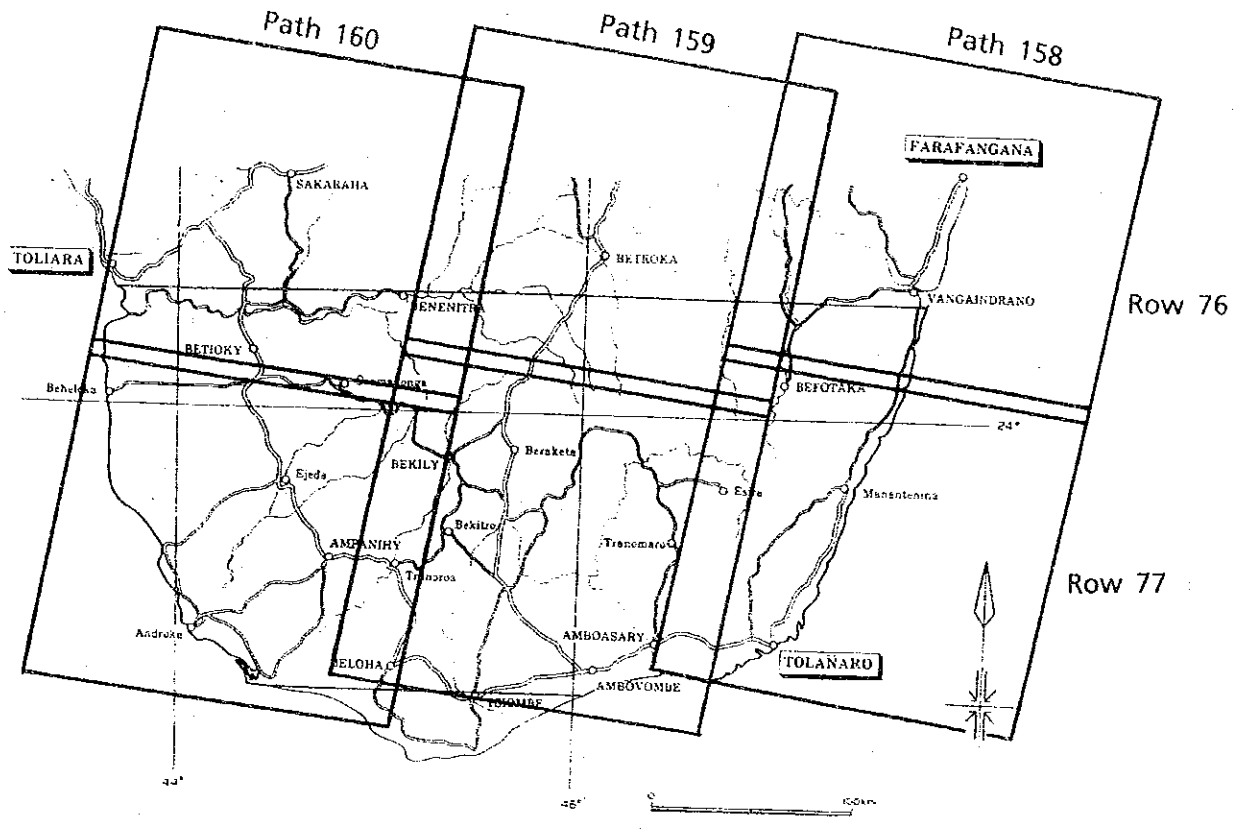 Path 160
Path 159
Path 158
FARAFANGANA
SAKARAHA
TOLIARA
BETROKA
BENENITRA
VANGAINDRANO
Row 76
BETIOKY
Beheloka
BEFOTAKA
24°
BEKILY
Beraketa
Ejeda
Esira
Manantenina
Bekitro
Tranomaro
AMPANIHY
Tranoroa
Row 77
Androka
AMBOASARY
BELOHA
TOLAÑARO
AMBOVOMBE
TSIOMBE
44°
46°
0
100km